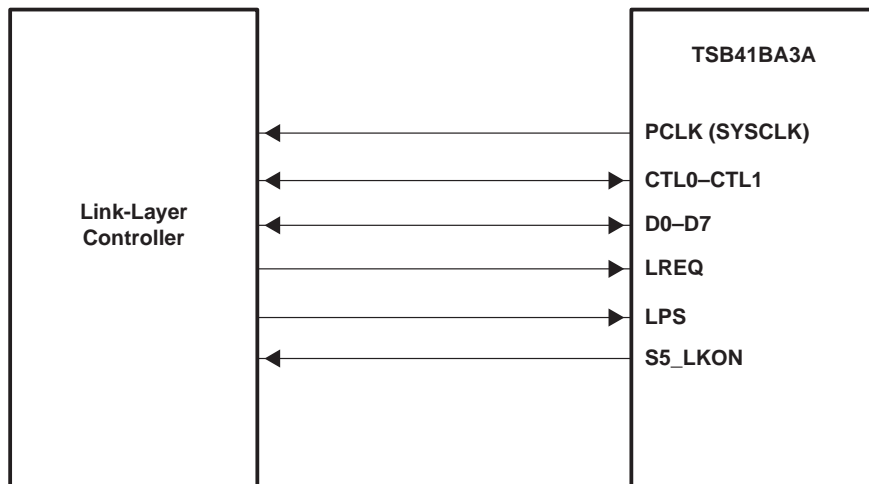 TSB41BA3A
PCLK (SYSCLK)
CTL0–CTL1
Link-Layer
Controller
D0–D7
LREQ
LPS
S5_LKON